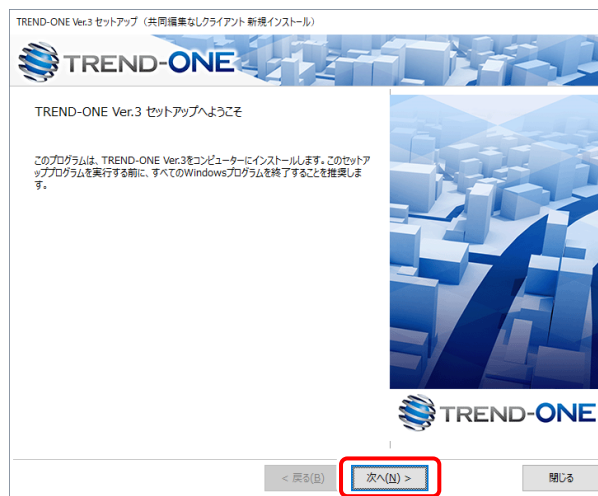 TREND-ONE Ver.3 セットアップ（共同編集なしクライアント 新規インストール）
TREND-ONE
TREND-ONE Ver.3 セットアップへようこそ
このプログラムは、TREND-ONE Ver.3をコンピューターにインストールします。このセットア
ッププログラムを実行する前に、すべてのWindowsプログラムを終了することを推奨しま
す。
TREND-ONE
< 戻る(B)
次へ(N) >
閉じる